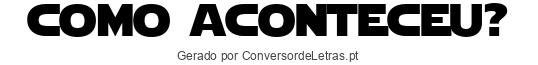 COMO ACONTECEU?
Gerado por ConversordeLetras.pt